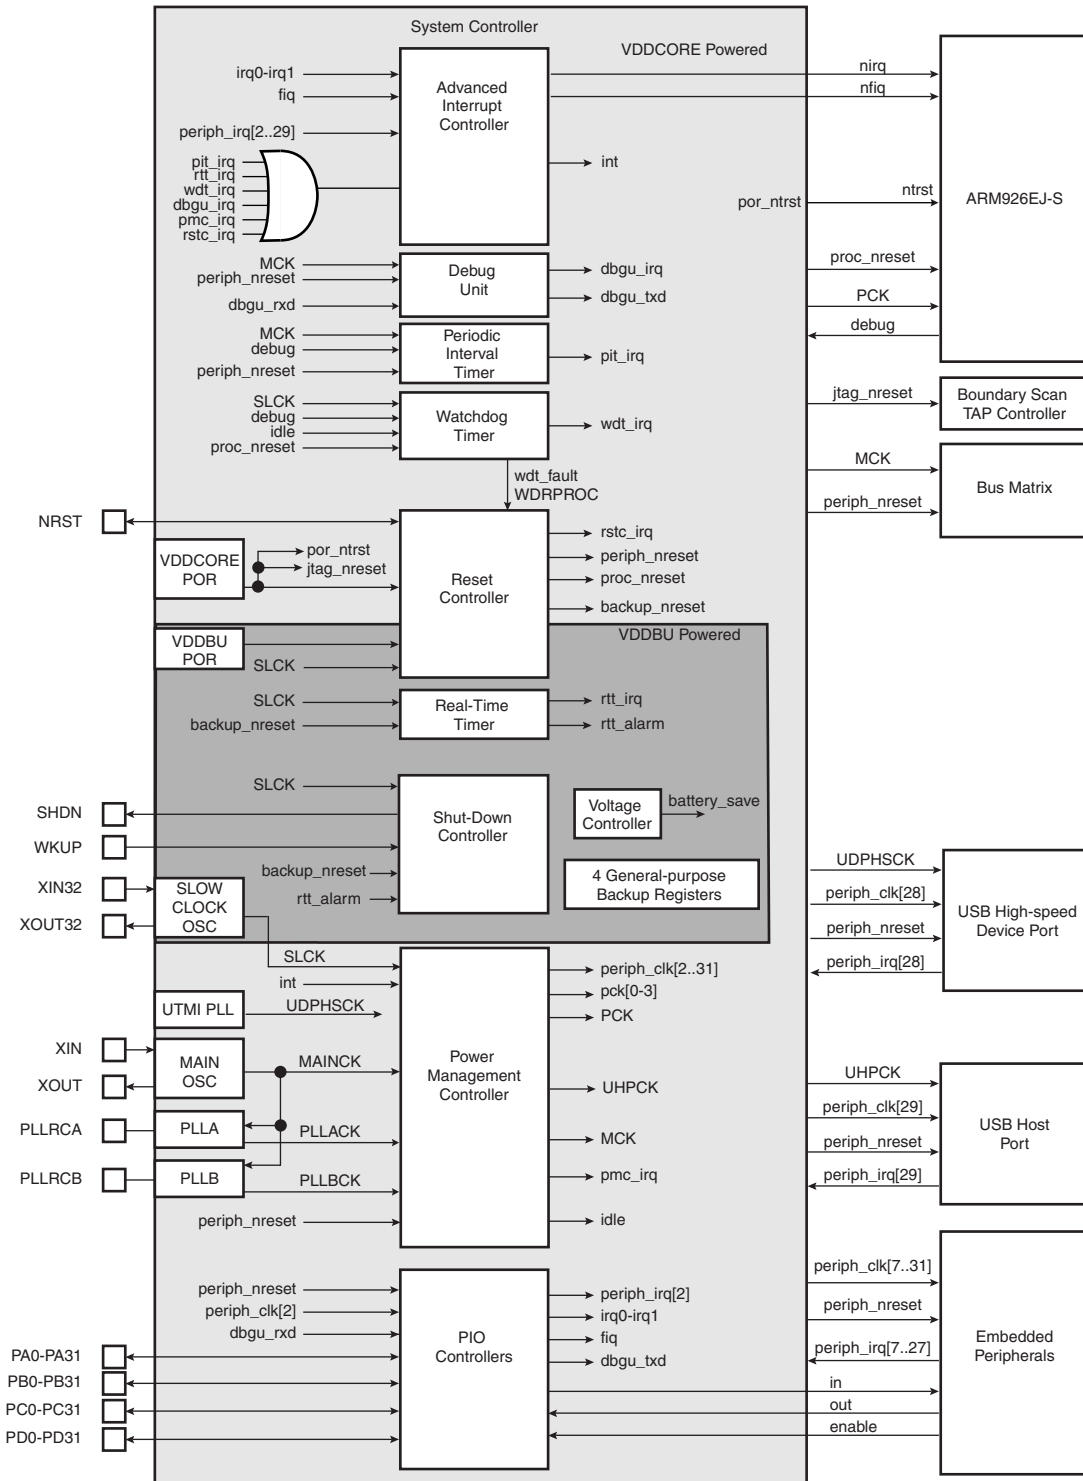 System Controller
VDDCORE Powered
irq0-irq1
fiq
periph_irq[2..29]
pit_irq
rtt_irq
wdt_irq
dbgu_irq
pmc_irq
rstc_irq
Advanced
Interrupt
Controller
int
nirq
nfiq
por_ntrst
ntrst
ARM926EJ-S
proc_nreset
PCK
debug
MCK
periph_nreset
dbgu_rxd
Debug
Unit
dbgu_irq
dbgu_txd
MCK
debug
periph_nreset
Periodic
Interval
Timer
pit_irq
SLCK
debug
idle
proc_nreset
Watchdog
Timer
wdt_irq
wdt_fault
WDRPROC
jtag_nreset
Boundary Scan
TAP Controller
MCK
periph_nreset
Bus Matrix
NRST
VDDCORE
POR
por_ntrst
jtag_nreset
Reset
Controller
rstc_irq
periph_nreset
proc_nreset
backup_nreset
VDDBU Powered
VDDBU
POR
SLCK
SLCK
backup_nreset
Real-Time
Timer
rtt_irq
rtt_alarm
SLCK
SHDN
WKUP
backup_nreset
rtt_alarm
Shut-Down
Controller
Voltage
Controller
battery_save
4 General-purpose
Backup Registers
XIN32
XOUT32
SLOW
CLOCK
OSC
UDPHSCK
periph_clk[28]
periph_nreset
periph_irq[28]
USB High-speed
Device Port
SLCK
int
UTMI PLL
UDPHSCK
XIN
XOUT
MAIN
OSC
MAINCK
PLLRCA
PLLA
PLLACK
PLLRCB
PLLB
PLLBCK
periph_nreset
Power
Management
Controller
periph_clk[2..31]
pck[0-3]
PCK
UHPCK
MCK
pmc_irq
idle
UHPCK
periph_clk[29]
periph_nreset
periph_irq[29]
USB Host
Port
periph_nreset
periph_clk[2]
dbgu_rxd
PA0-PA31
PB0-PB31
PC0-PC31
PD0-PD31
PIO
Controllers
periph_irq[2]
irq0-irq1
fiq
dbgu_txd
periph_clk[7..31]
periph_nreset
periph_irq[7..27]
in
out
enable
Embedded
Peripherals